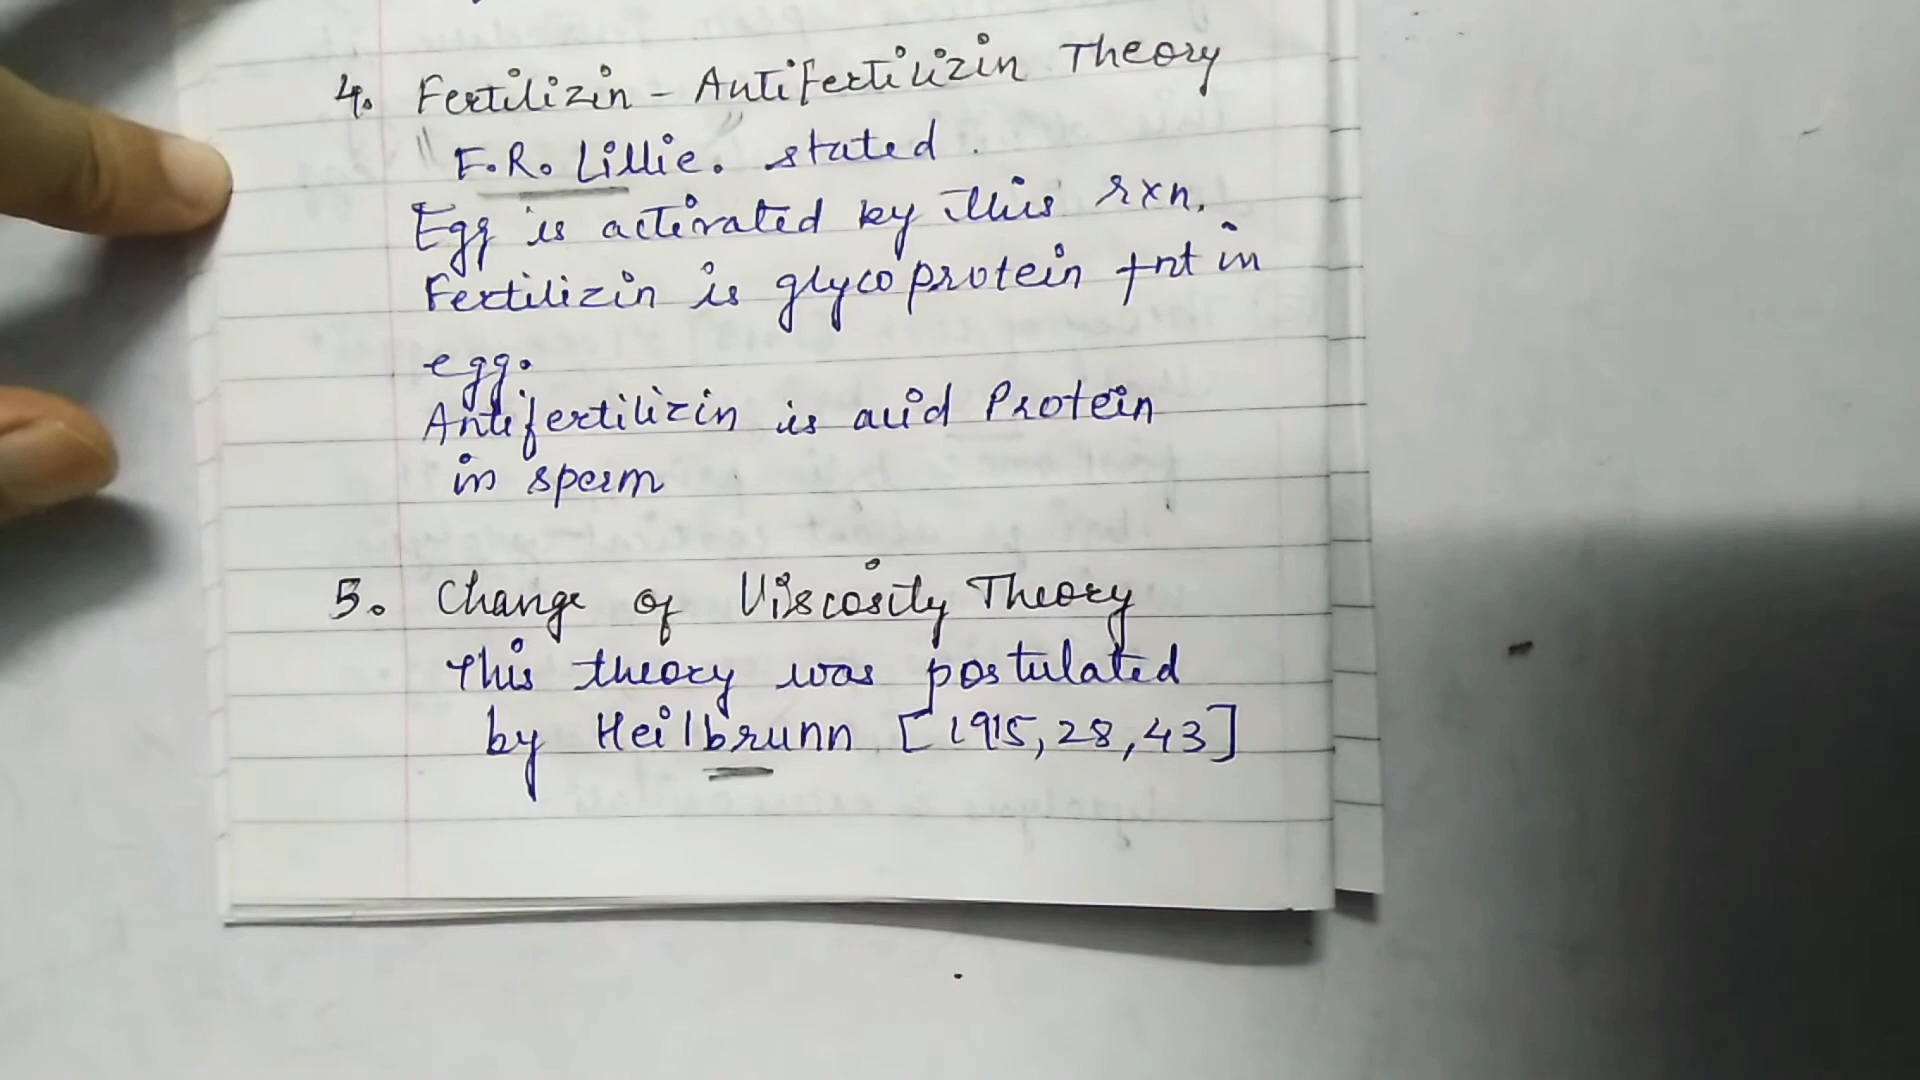 4. Fertilizin - Antifertilizin Theory
" F.R. Lillie. " stated.
Egg is activated by this rxn.
Fertilizin is glycoprotein +nt in
egg.
Antifertilizin is acid Protein
in sperm
5. Change of Viscosity Theory
This theory was postulated
by Heilbrunn [1915, 28, 43]